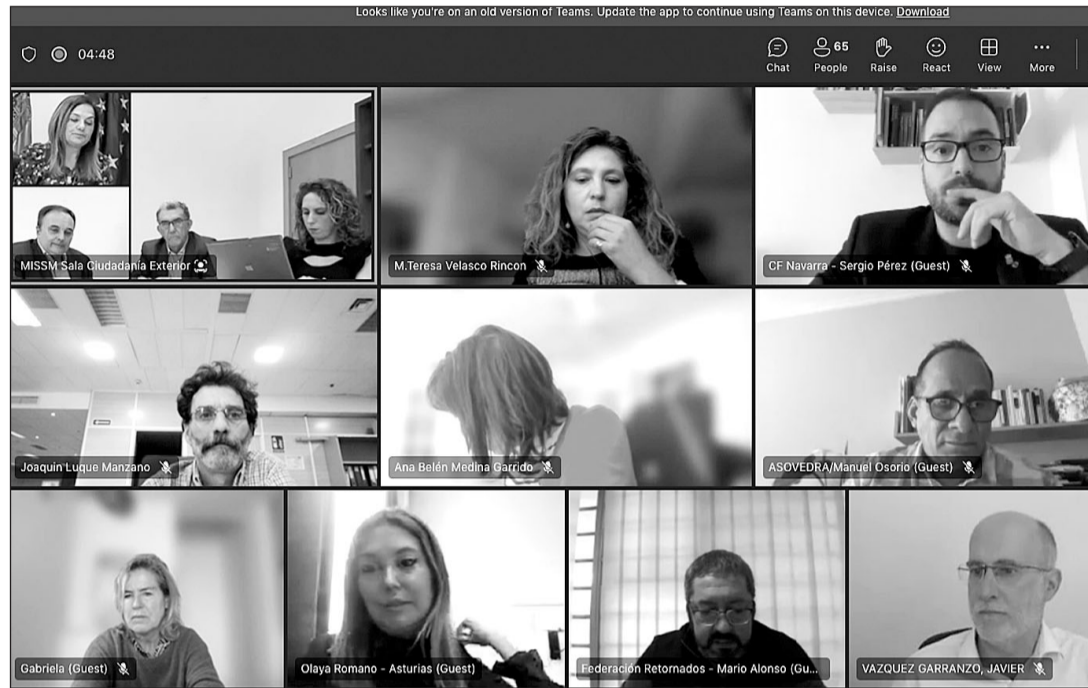 Looks like you're on an old version of Teams. Update the app to continue using Teams on this device. Download
04:48
65
Chat People Raise React View More
MISSM Sala Ciudadanía Exterior
M.Teresa Velasco Rincon
CF Navarra - Sergio Pérez (Guest)
Joaquin Luque Manzano
Ana Belén Medina Garrido
ASOVEDRA/Manuel Osorio (Guest)
Gabriela (Guest)
Olaya Romano - Asturias (Guest)
Federación Retornados - Mario Alonso (Gu...
VAZQUEZ GARRANZO, JAVIER